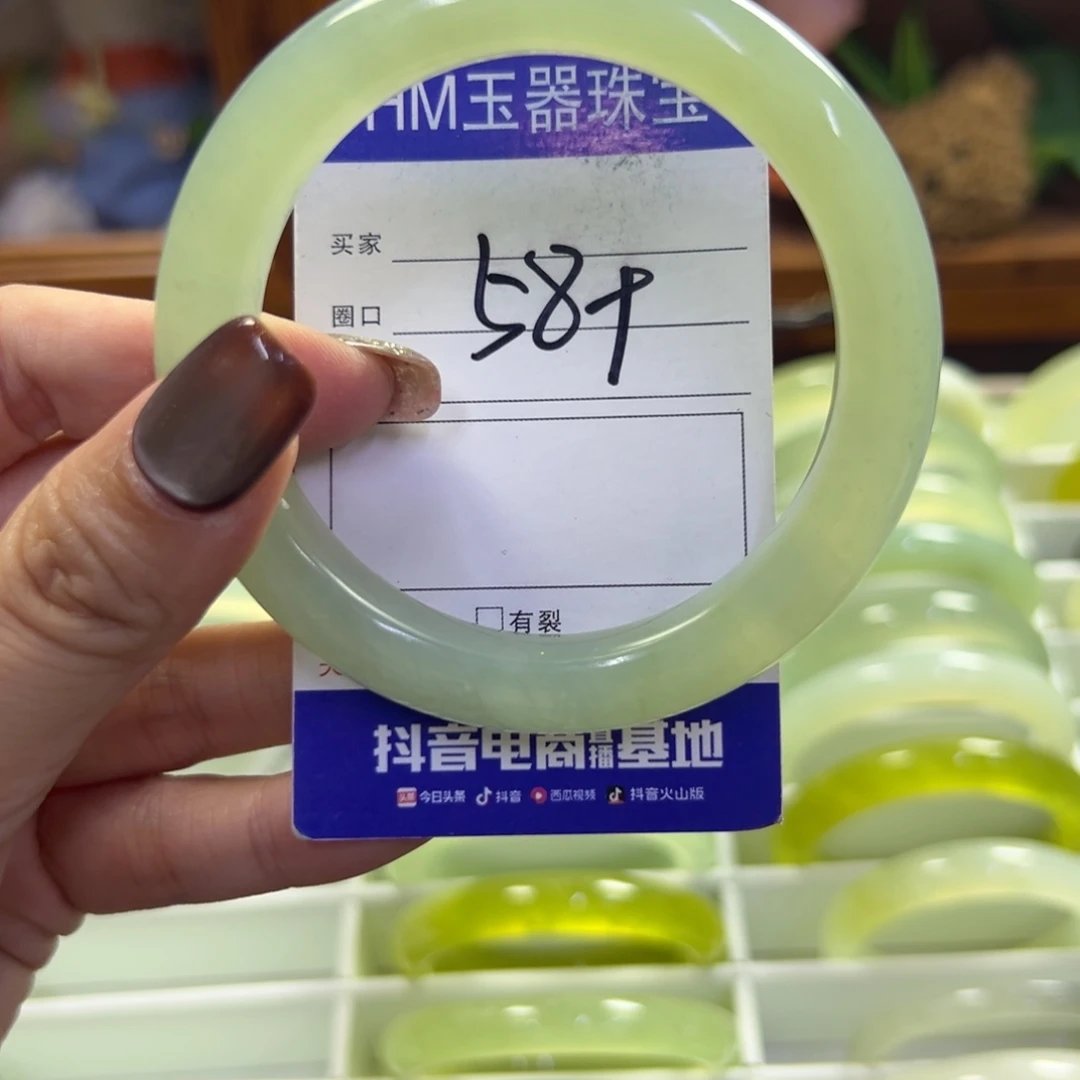 HM玉器珠宝
买家
58+
圈口
有裂
抖音电商直播基地
今日头条 抖音 西瓜视频 抖音火山版